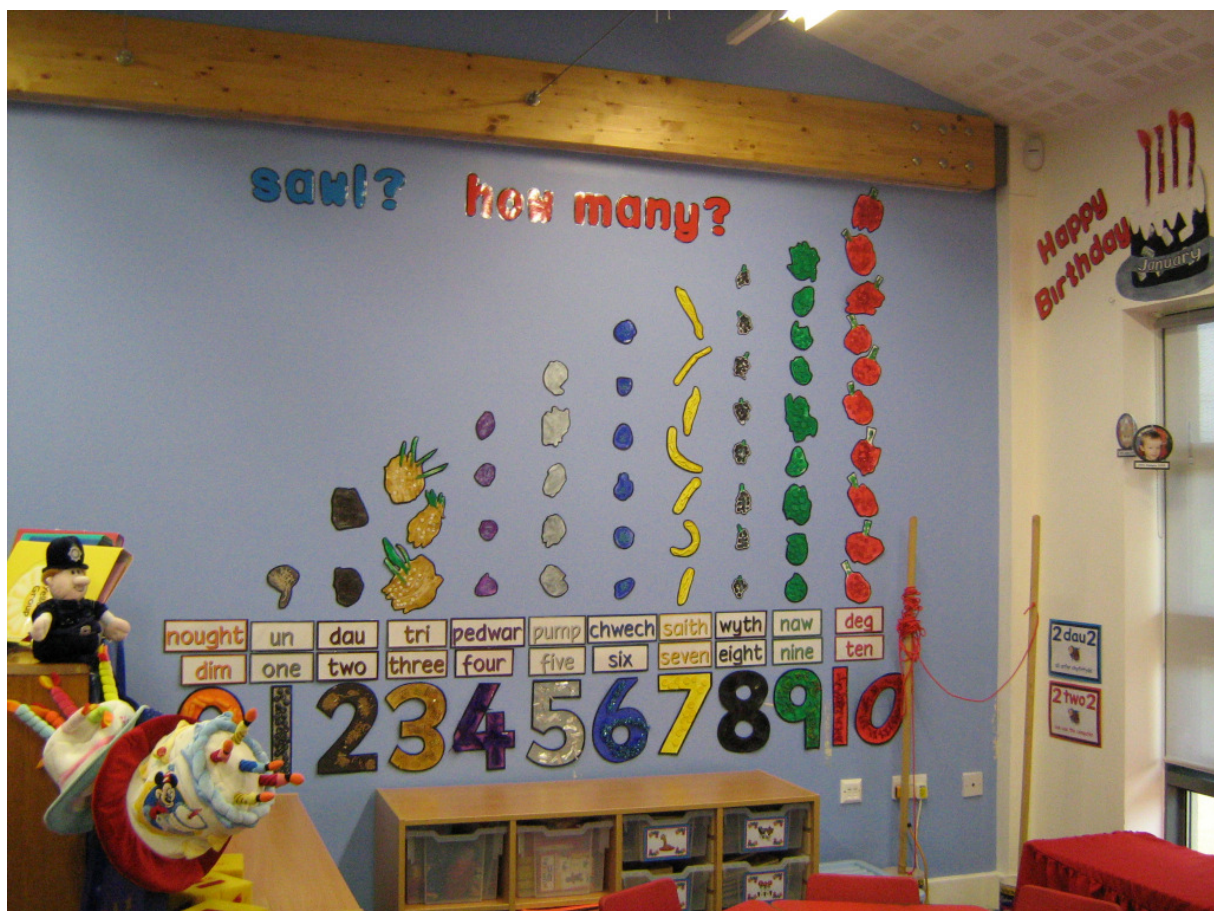 sawl? how many?
Happy
Birthday
January
nought un dau tri pedwar pump chwech saith wyth naw deg
dim one two three four five six seven eight nine ten
0 1 2 3 4 5 6 7 8 9 10
2 dau 2
2 two 2